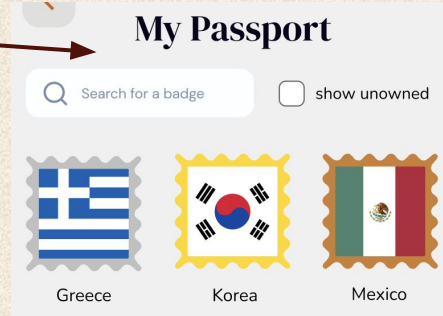 My Passport
Search for a badge
show unowned
Greece
Korea
Mexico